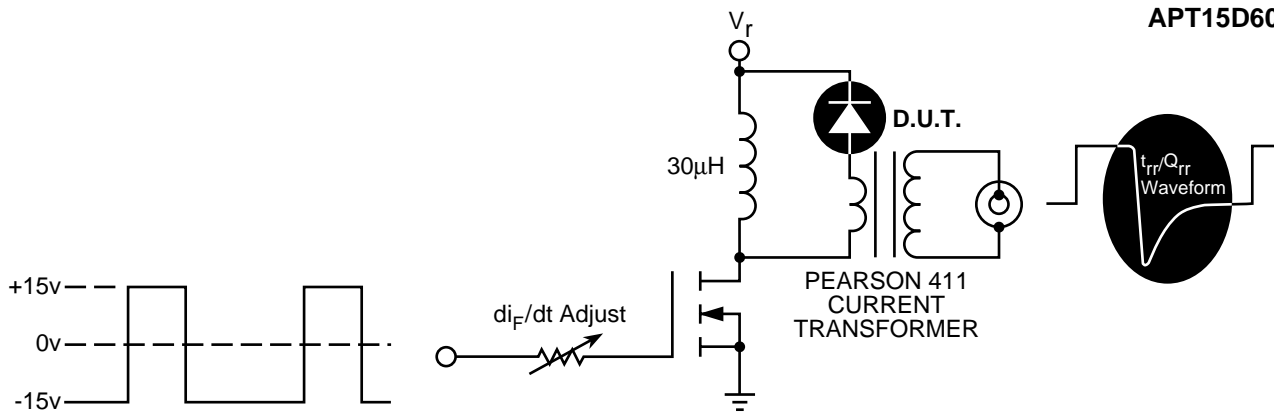 APT15D60
Vr
D.U.T.
30µH
trr/Qrr
Waveform
PEARSON 411
CURRENT
TRANSFORMER
+15v
diF/dt Adjust
0v
-15v